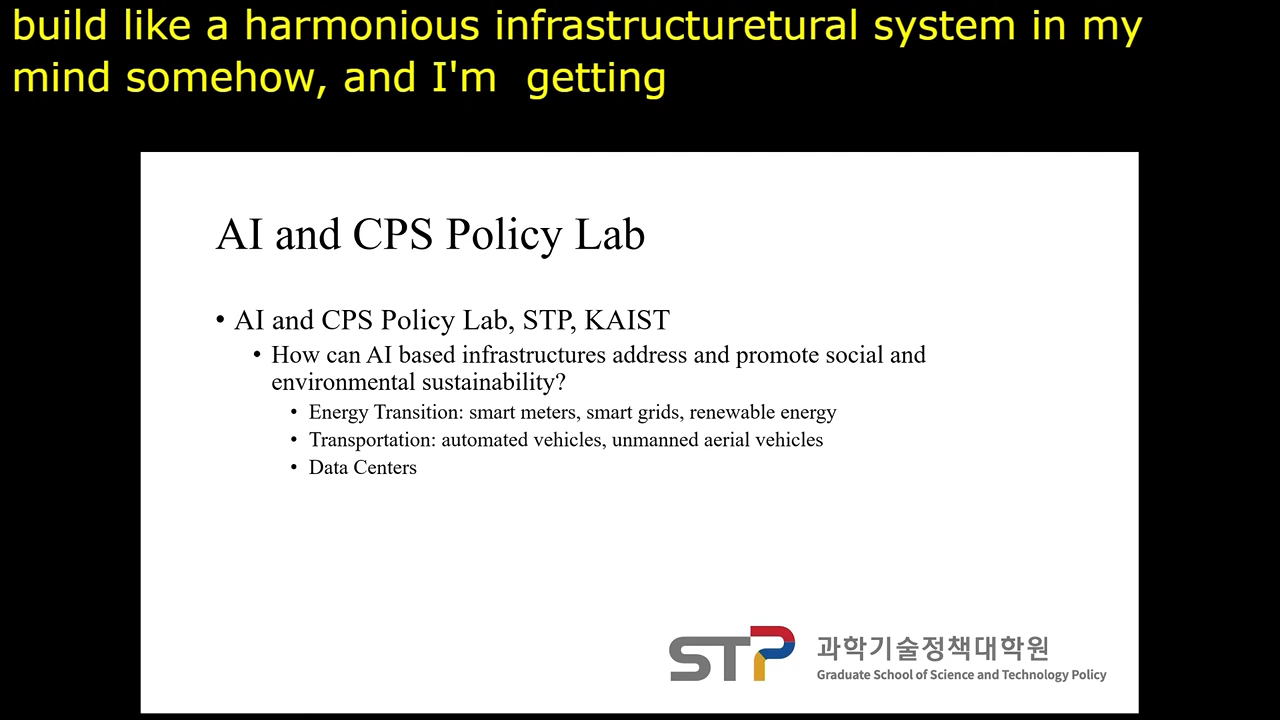 build like a harmonious infrastructuretural system in my
mind somehow, and I'm  getting
AI and CPS Policy Lab
• AI and CPS Policy Lab, STP, KAIST
• How can AI based infrastructures address and promote social and
environmental sustainability?
• Energy Transition: smart meters, smart grids, renewable energy
• Transportation: automated vehicles, unmanned aerial vehicles
• Data Centers
STP
과학기술정책대학원
Graduate School of Science and Technology Policy